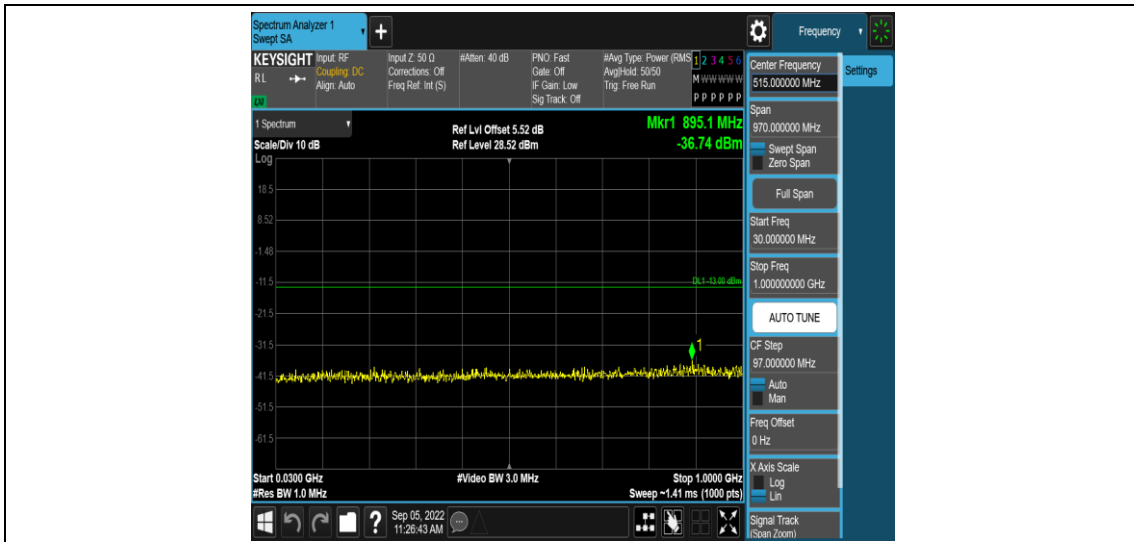 Spectrum Analyzer 1
Swept SA
+
Frequency
KEYSIGHT
RL
LXI
Input: RF
Coupling: DC
Align: Auto
Input Z: 50 Ω
Corrections: Off
Freq Ref: Int (S)
#Atten: 40 dB
PNO: Fast
Gate: Off
IF Gain: Low
Sig Track: Off
#Avg Type: Power (RMS
Avg|Hold: 50/50
Trig: Free Run
1 2 3 4 5 6
M W W W W W
P P P P P P
Center Frequency
515.000000 MHz
Settings
1 Spectrum
Scale/Div 10 dB
Log
Ref Lvl Offset 5.52 dB
Ref Level 28.52 dBm
Mkr1 895.1 MHz
-36.74 dBm
18.5
8.52
-1.48
-11.5
-21.5
-31.5
-41.5
-51.5
-61.5
DL1 -13.00 dBm
1
Start 0.0300 GHz
#Res BW 1.0 MHz
#Video BW 3.0 MHz
Stop 1.0000 GHz
Sweep ~1.41 ms (1000 pts)
Span
970.000000 MHz
Swept Span
Zero Span
Full Span
Start Freq
30.000000 MHz
Stop Freq
1.000000000 GHz
AUTO TUNE
CF Step
97.000000 MHz
Auto
Man
Freq Offset
0 Hz
X Axis Scale
Log
Lin
Signal Track
(Span Zoom)
?
Sep 05, 2022
11:26:43 AM